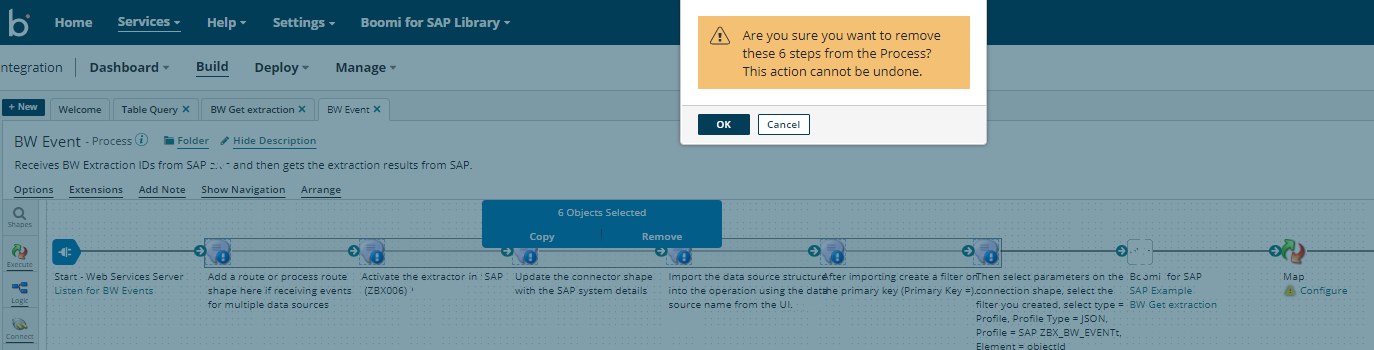 b
Home
Services
Help
Settings
Boomi for SAP Library
ntegration
Dashboard
Build
Deploy
Manage
Are you sure you want to remove
these 6 steps from the Process?
This action cannot be undone.
OK
Cancel
+ New
Welcome
Table Query ×
BW Get extraction ×
BW Event ×
BW Event - Process
Folder
Hide Description
Receives BW Extraction IDs from SAP and then gets the extraction results from SAP.
Options
Extensions
Add Note
Show Navigation
Arrange
Shapes
Execute
Logic
Connect
6 Objects Selected
Copy
Remove
Start - Web Services Server
Listen for BW Events
Add a route or process route
shape here if receiving events
for multiple data sources
Activate the extractor in SAP
(ZBX006)
Update the connector shape
with the SAP system details
Import the data source structure
into the operation using the data
source name from the UI.
After importing create a filter on
the primary key (Primary Key =).
Then select parameters on the
connection shape, select the
filter you created, select type =
Profile, Profile Type = JSON,
Profile = SAP ZBX_BW_EVENTt,
Element = objectId
Boomi for SAP
SAP Example
BW Get extraction
Map
Configure